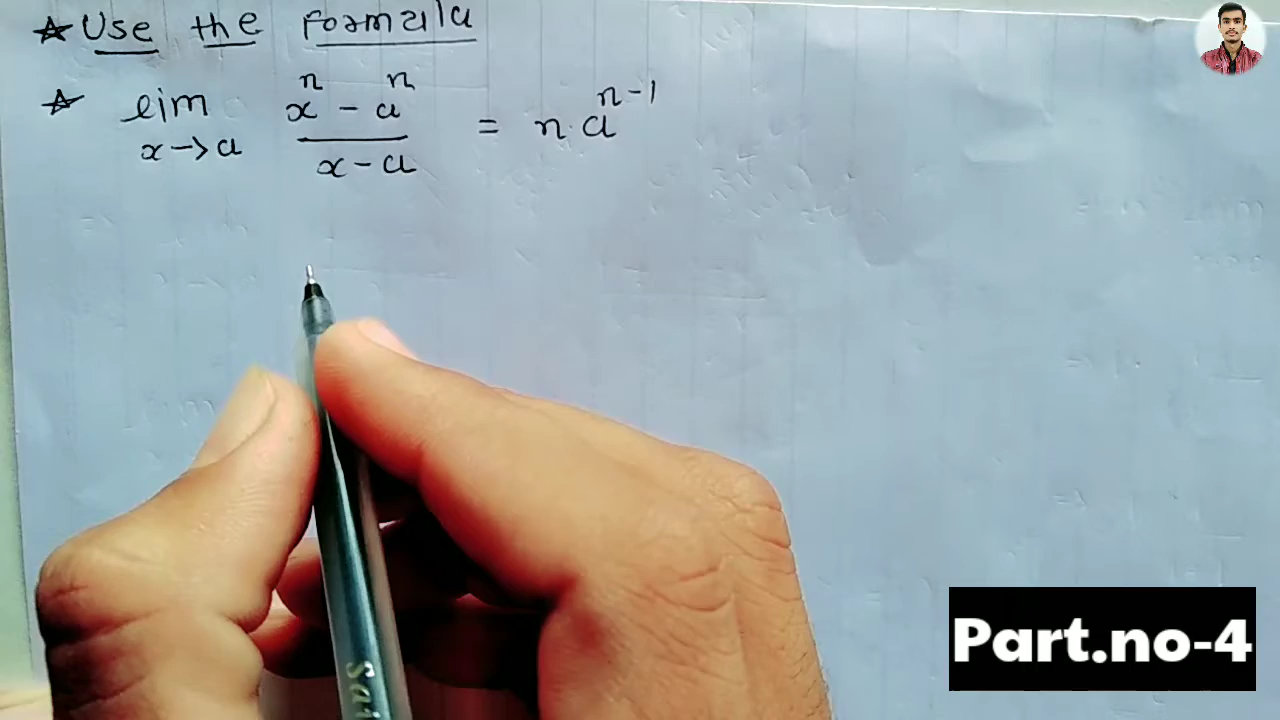 ☆ Use the formula
☆ lim x→a (xⁿ - aⁿ)/(x - a) = n·aⁿ⁻¹
Part.no-4